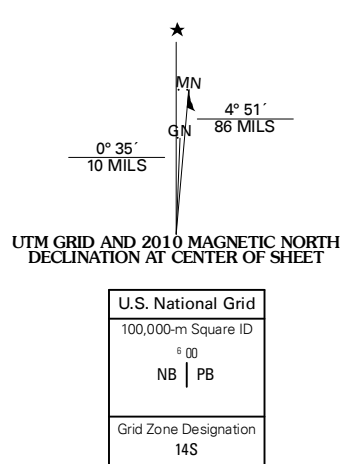 ★
MN
4° 51´
86 MILS
GN
0° 35´
10 MILS
UTM GRID AND 2010 MAGNETIC NORTH
DECLINATION AT CENTER OF SHEET
U.S. National Grid
100,000-m Square ID
6 00
NB PB
Grid Zone Designation
14S